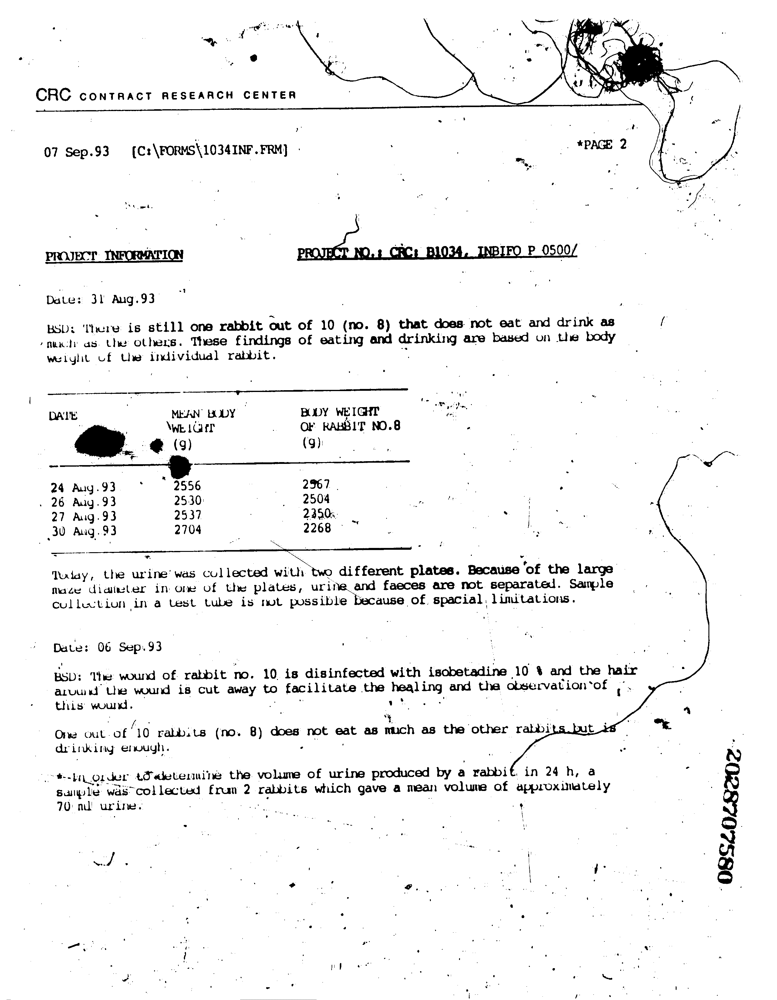 CRC CONTRACT RESEARCH CENTER
07 Sep.93 [C:\FORMS\1034INF.FRM] *PAGE 2
PROJECT INFORMATION PROJECT NO.: CRC: B1034, INBIFO P 0500/
Date: 31 Aug.93
BSD: There is still one rabbit out of 10 (no. 8) that does not eat and drink as
much as the others. These findings of eating and drinking are based on the body
weight of the individual rabbit.
DATE MEAN BODY BODY WEIGHT
WEIGHT OF RABBIT NO.8
(g) (g)
24 Aug.93 2556 2567
26 Aug.93 2530 2504
27 Aug.93 2537 2350
30 Aug.93 2704 2268
Today, the urine was collected with two different plates. Because of the large
maze diameter in one of the plates, urine and faeces are not separated. Sample
collection in a test tube is not possible because of spacial limitations.
Date: 06 Sep.93
BSD: The wound of rabbit no. 10 is disinfected with isobetadine 10 % and the hair
around the wound is cut away to facilitate the healing and the observation of
this wound.
One out of 10 rabbits (no. 8) does not eat as much as the other rabbits but is
drinking enough.
*--In order to determine the volume of urine produced by a rabbit in 24 h, a
sample was collected from 2 rabbits which gave a mean volume of approximately
70 ml urine.
2028707580